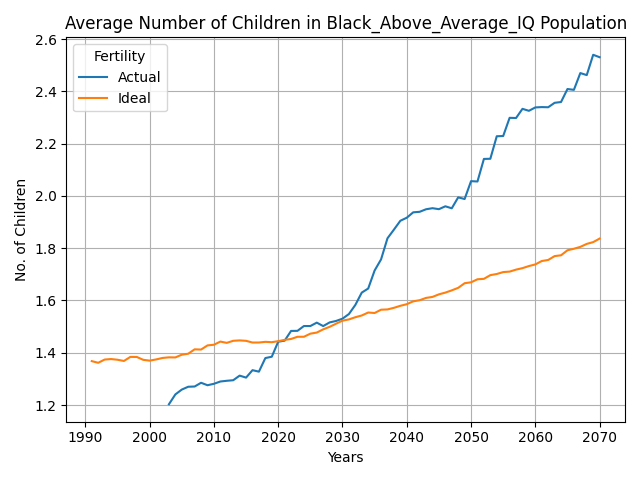 Average Number of Children in Black_Above_Average_IQ Population
Fertility
Actual
Ideal
No. of Children
2.6
2.4
2.2
2.0
1.8
1.6
1.4
1.2
1990 2000 2010 2020 2030 2040 2050 2060 2070
Years